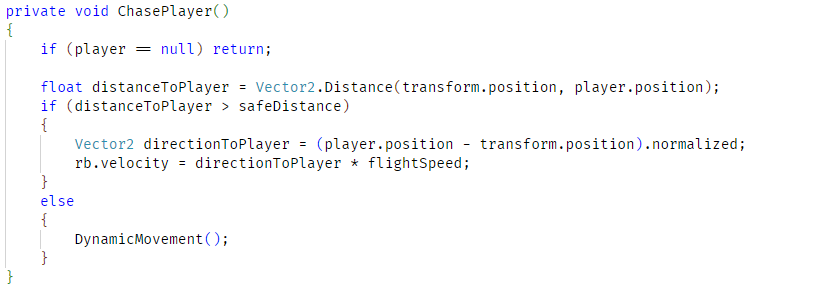 private void ChasePlayer()
{
    if (player == null) return;

    float distanceToPlayer = Vector2.Distance(transform.position, player.position);
    if (distanceToPlayer > safeDistance)
    {
        Vector2 directionToPlayer = (player.position - transform.position).normalized;
        rb.velocity = directionToPlayer * flightSpeed;
    }
    else
    {
        DynamicMovement();
    }
}